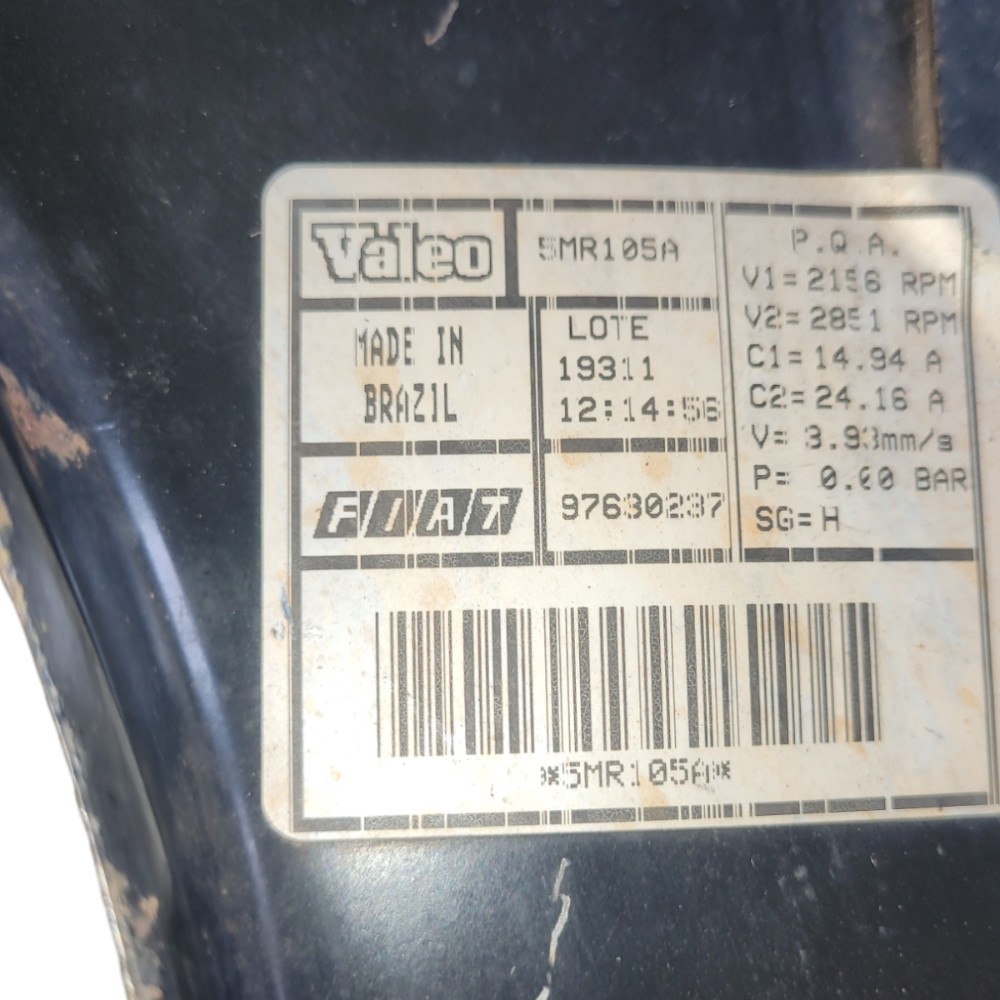 Valeo
5MR105A
MADE IN
BRAZIL
LOTE
19311
12:14:56
FIAT
97630237
P.Q.A.
V1=2156 RPM
V2=2851 RPM
C1=14.94 A
C2=24.16 A
V= 3.93mm/s
P= 0.00 BAR
SG=H
*5MR105A*